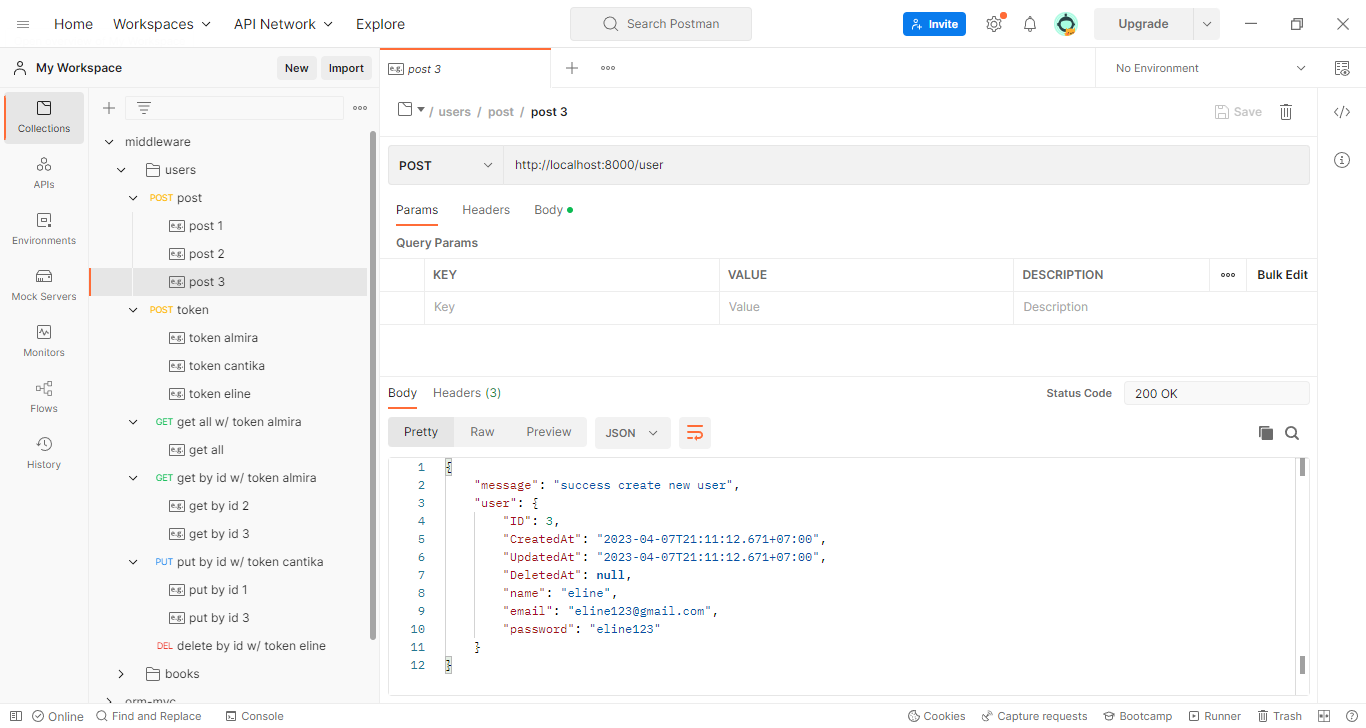 Home Workspaces API Network Explore Search Postman Invite Upgrade
My Workspace New Import e.g. post 3 No Environment
Collections
APIs
Environments
Mock Servers
Monitors
Flows
History
middleware
users
POST post
e.g. post 1
e.g. post 2
e.g. post 3
POST token
e.g. token almira
e.g. token cantika
e.g. token eline
GET get all w/ token almira
e.g. get all
GET get by id w/ token almira
e.g. get by id 2
e.g. get by id 3
PUT put by id w/ token cantika
e.g. put by id 1
e.g. put by id 3
DEL delete by id w/ token eline
books
orm-mvc
/ users / post / post 3 Save
POST http://localhost:8000/user
Params Headers Body
Query Params
KEY VALUE DESCRIPTION Bulk Edit
Key Value Description
Body Headers (3) Status Code 200 OK
Pretty Raw Preview JSON
1 {
2 "message": "success create new user",
3 "user": {
4 "ID": 3,
5 "CreatedAt": "2023-04-07T21:11:12.671+07:00",
6 "UpdatedAt": "2023-04-07T21:11:12.671+07:00",
7 "DeletedAt": null,
8 "name": "eline",
9 "email": "eline123@gmail.com",
10 "password": "eline123"
11 }
12 }
Online Find and Replace Console Cookies Capture requests Bootcamp Runner Trash